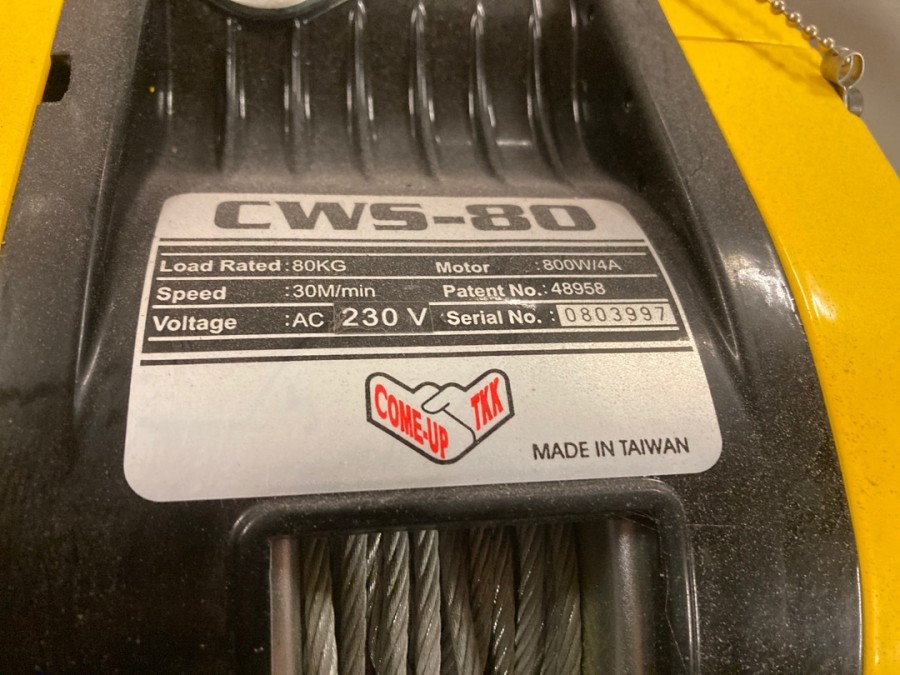 CWS-80
Load Rated :80KG Motor :800W/4A
Speed :30M/min Patent No.:48958
Voltage :AC 230 V Serial No. : 0803997
COME-UP TKK
MADE IN TAIWAN